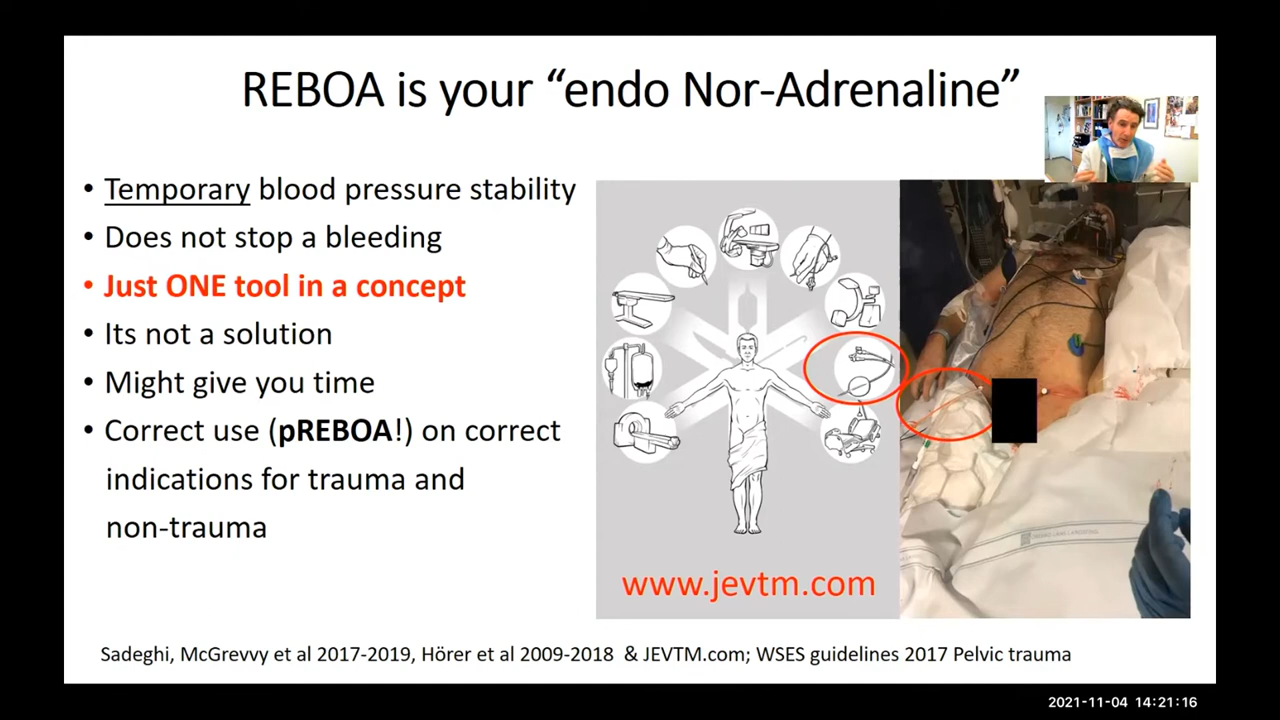 REBOA is your “endo Nor-Adrenaline”
• Temporary blood pressure stability
• Does not stop a bleeding
• Just ONE tool in a concept
• Its not a solution
• Might give you time
• Correct use (pREBOA!) on correct
indications for trauma and
non-trauma
www.jevtm.com
Sadeghi, McGrevvy et al 2017-2019, Hörer et al 2009-2018 & JEVTM.com; WSES guidelines 2017 Pelvic trauma
2021-11-04 14:21:16